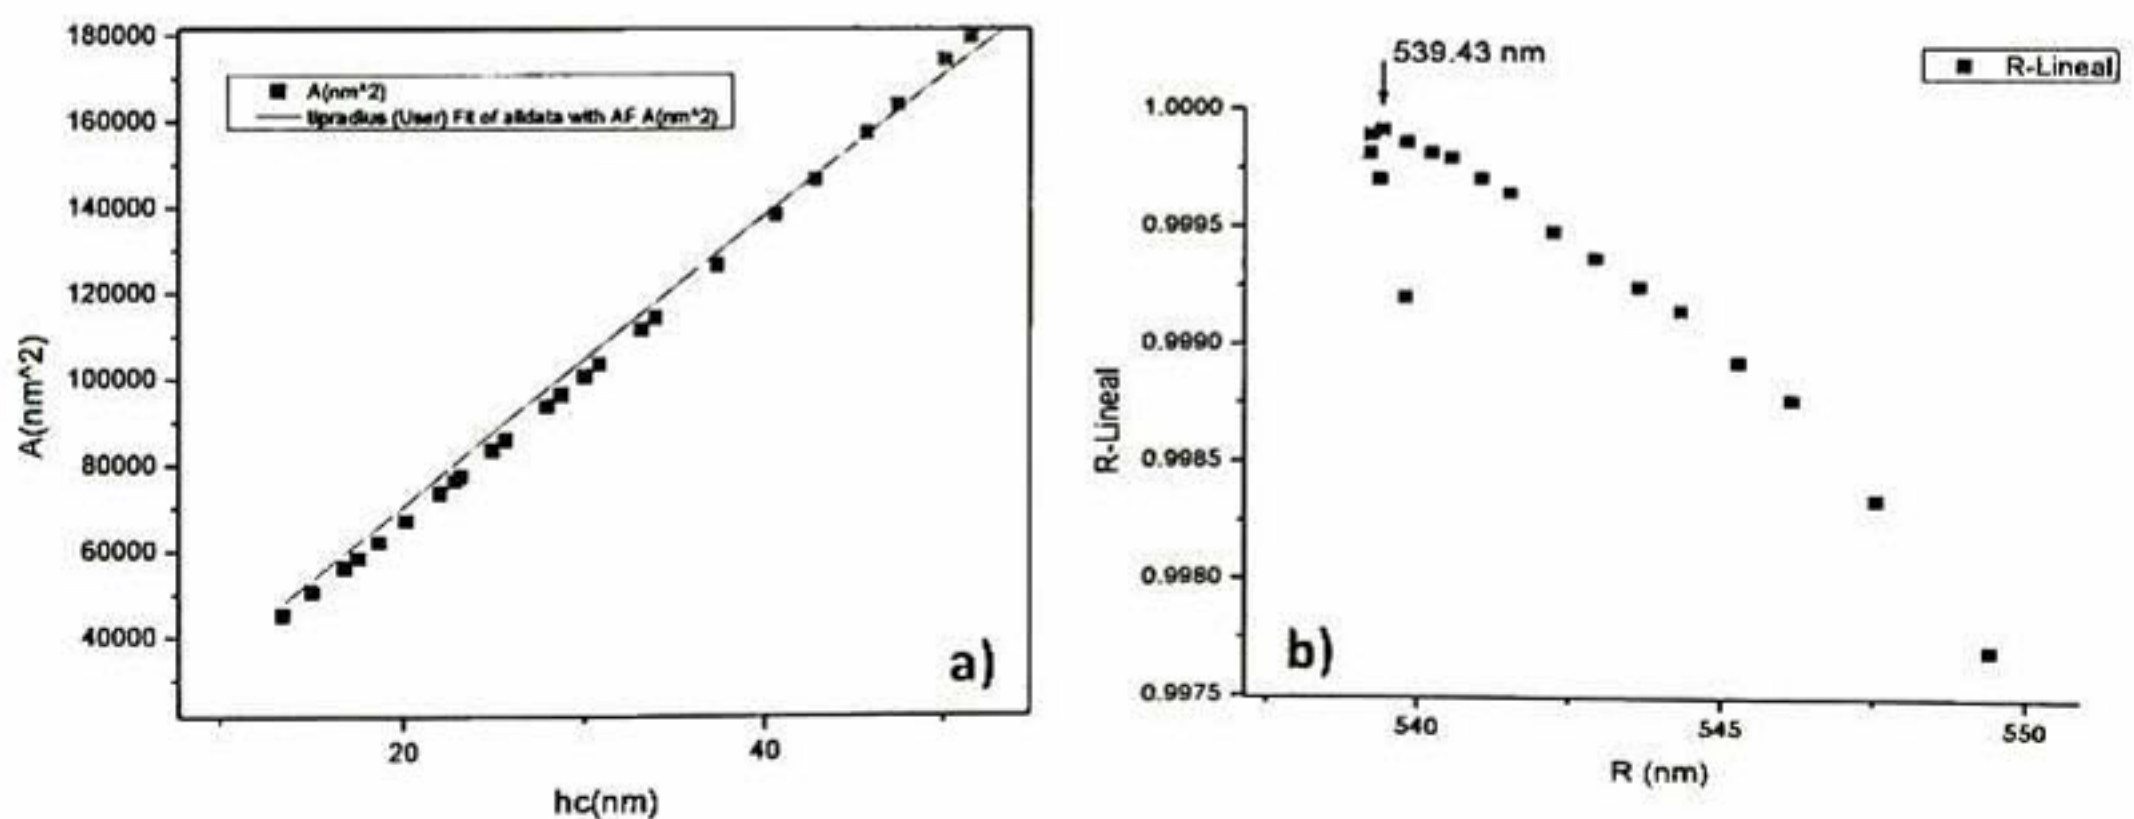 180000
160000
140000
120000
100000
80000
60000
40000
A(nm^2)
A(nm^2)
tipradius (User) Fit of alldata with AF A(nm^2)
a)
20
40
hc(nm)
539.43 nm
R-Lineal
1.0000
0.9995
0.9990
0.9985
0.9980
0.9975
R-Lineal
b)
540
545
550
R (nm)